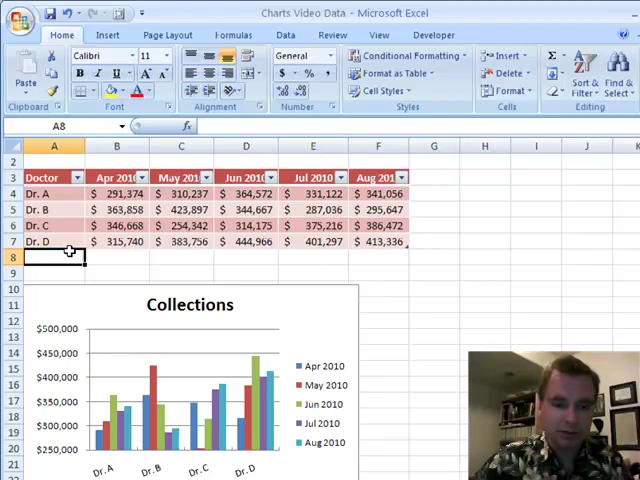 Charts Video Data - Microsoft Excel
Home Insert Page Layout Formulas Data Review View Developer
Paste
Calibri 11
B I U
A A
General
$ % ,
Conditional Formatting
Format as Table
Cell Styles
Insert
Delete
Format
Sort & Filter
Find & Select
Clipboard Font Alignment Number Styles Cells Editing
A8 fx
A B C D E F G H I J K
2
3 Doctor Apr 2010 May 2010 Jun 2010 Jul 2010 Aug 2010
4 Dr. A $ 291,374 $ 310,237 $ 364,572 $ 331,122 $ 341,056
5 Dr. B $ 363,858 $ 423,897 $ 344,667 $ 287,036 $ 295,647
6 Dr. C $ 346,668 $ 254,342 $ 314,175 $ 375,216 $ 386,472
7 Dr. D $ 315,740 $ 383,756 $ 444,966 $ 401,297 $ 413,336
8
9
10
11
12
13
14
15
16
17
18
19
20
21
Collections
$500,000
$450,000
$400,000
$350,000
$300,000
$250,000
Dr. A Dr. B Dr. C Dr. D
Apr 2010
May 2010
Jun 2010
Jul 2010
Aug 2010